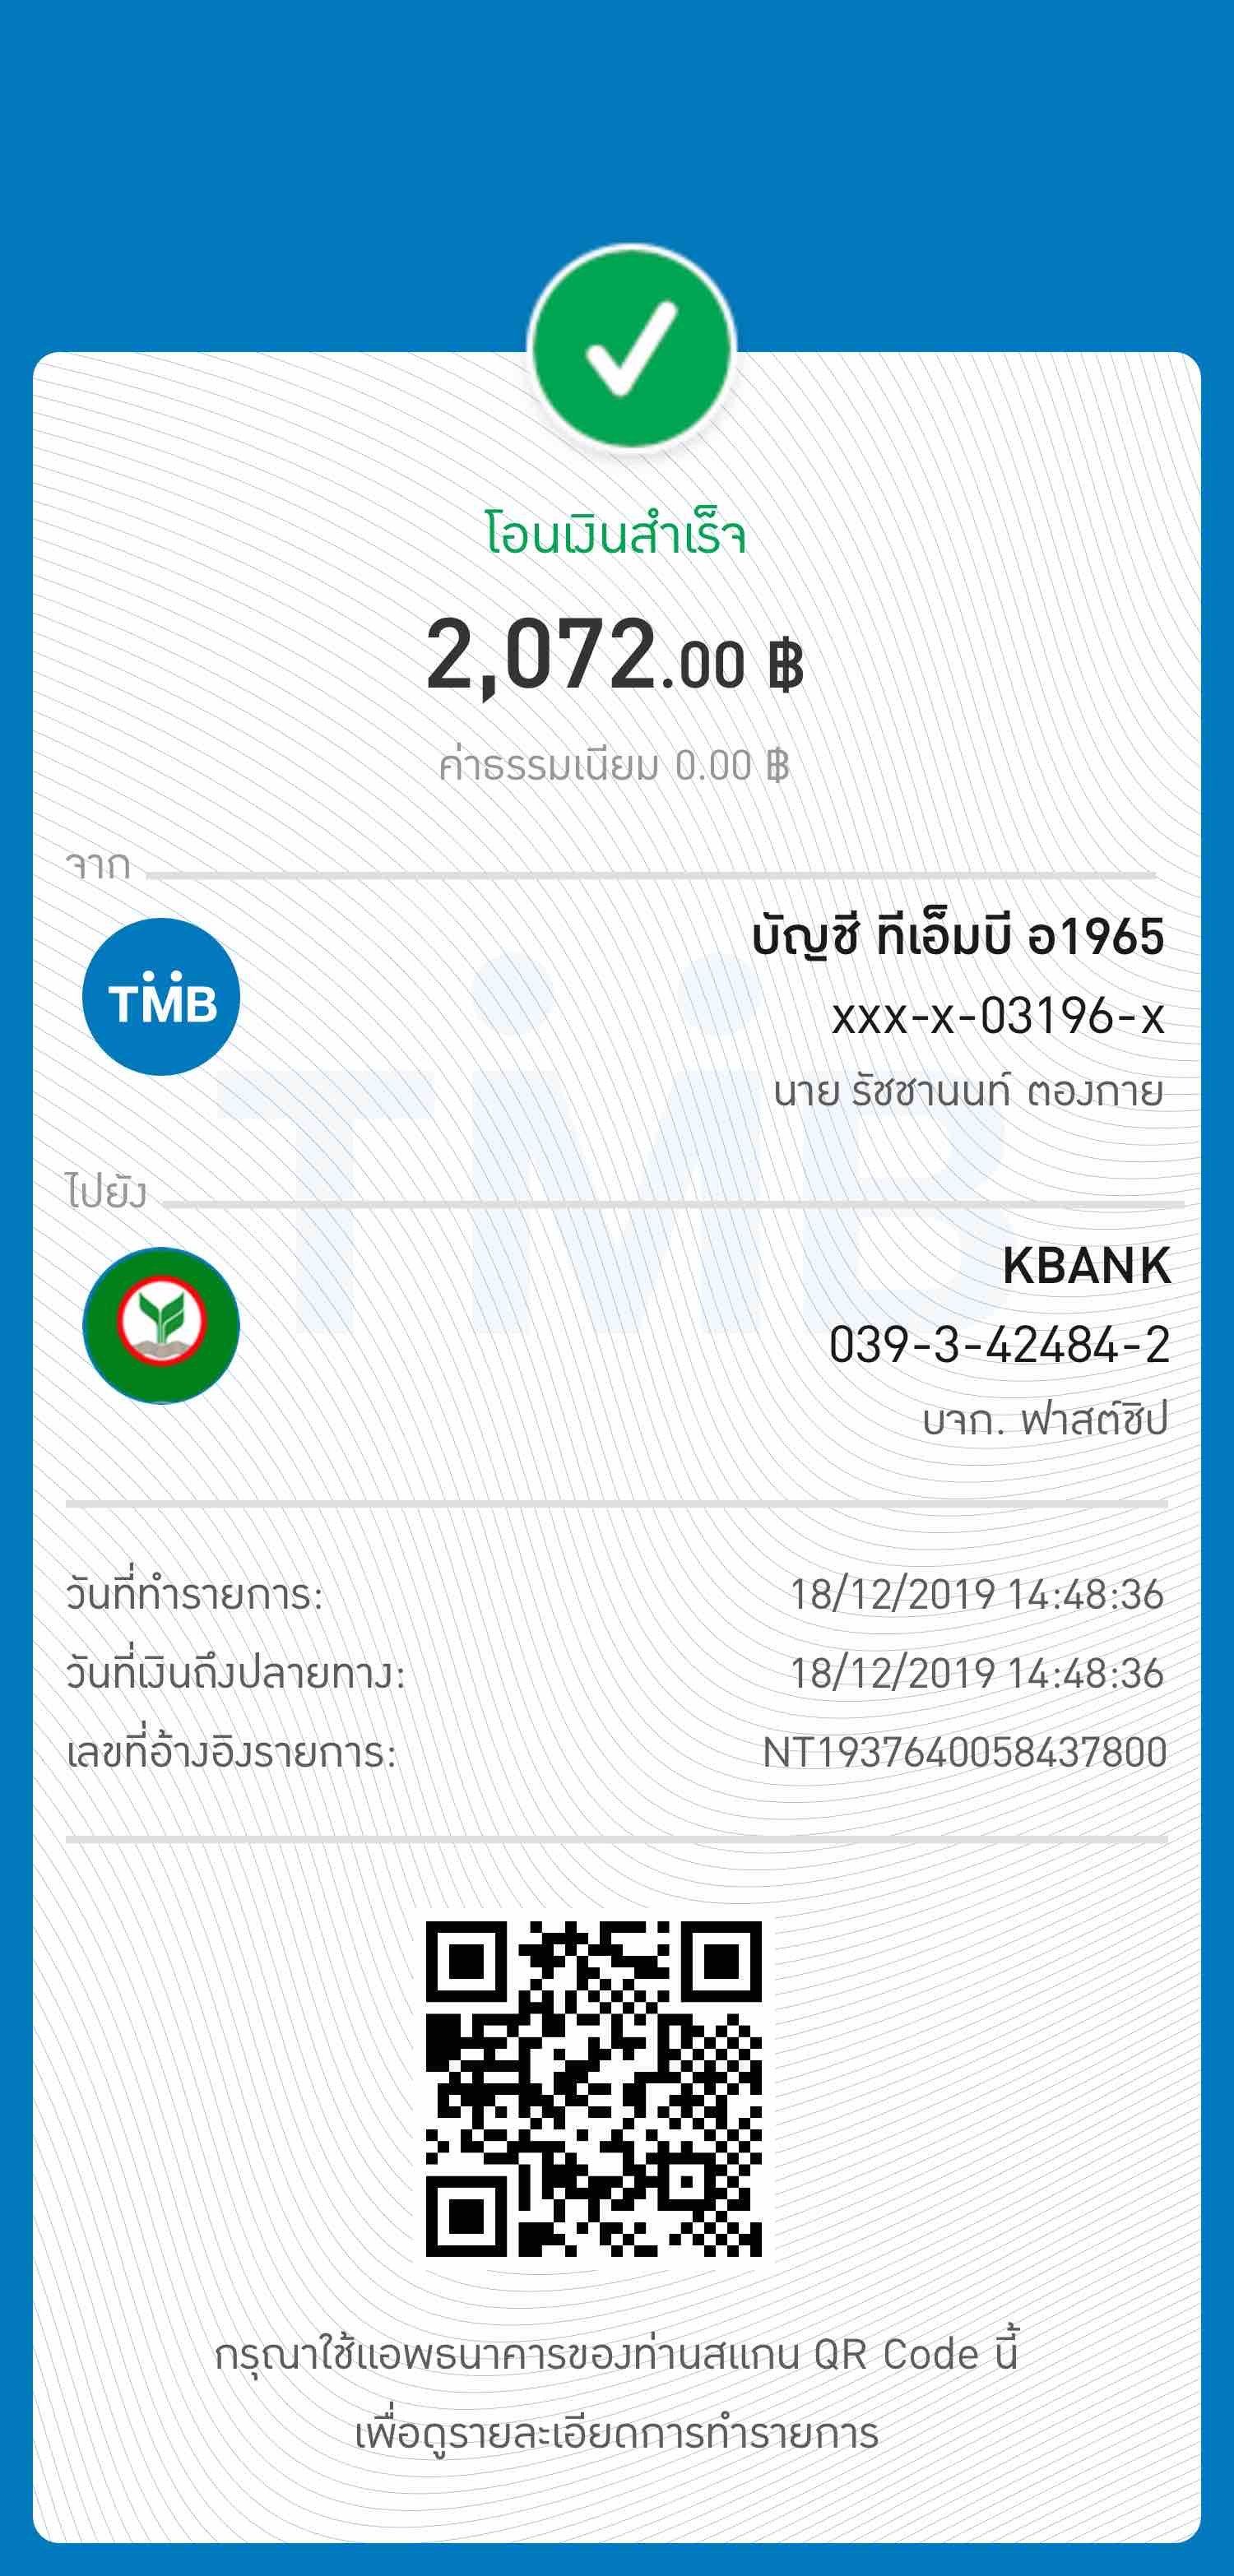 โอนเงินสำเร็จ
2,072.00 ฿
ค่าธรรมเนียม 0.00 ฿
จาก
TMB
บัญชี ทีเอ็มบี อ1965
xxx-x-03196-x
นาย รัชชานนท์ ตองกาย
TMB
ไปยัง
KBANK
039-3-42484-2
บจก. ฟาสต์ชิป
วันที่ทำรายการ: 18/12/2019 14:48:36
วันที่เงินถึงปลายทาง: 18/12/2019 14:48:36
เลขที่อ้างอิงรายการ: NT1937640058437800
กรุณาใช้แอพธนาคารของท่านสแกน QR Code นี้
เพื่อดูรายละเอียดการทำรายการ